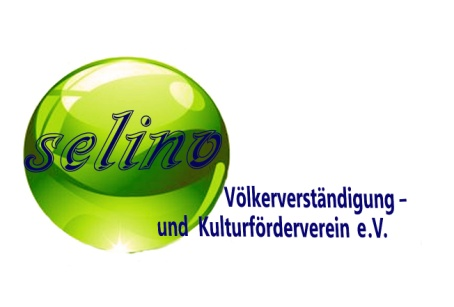 selino
Völkerverständigung –
und Kulturförderverein e.V.